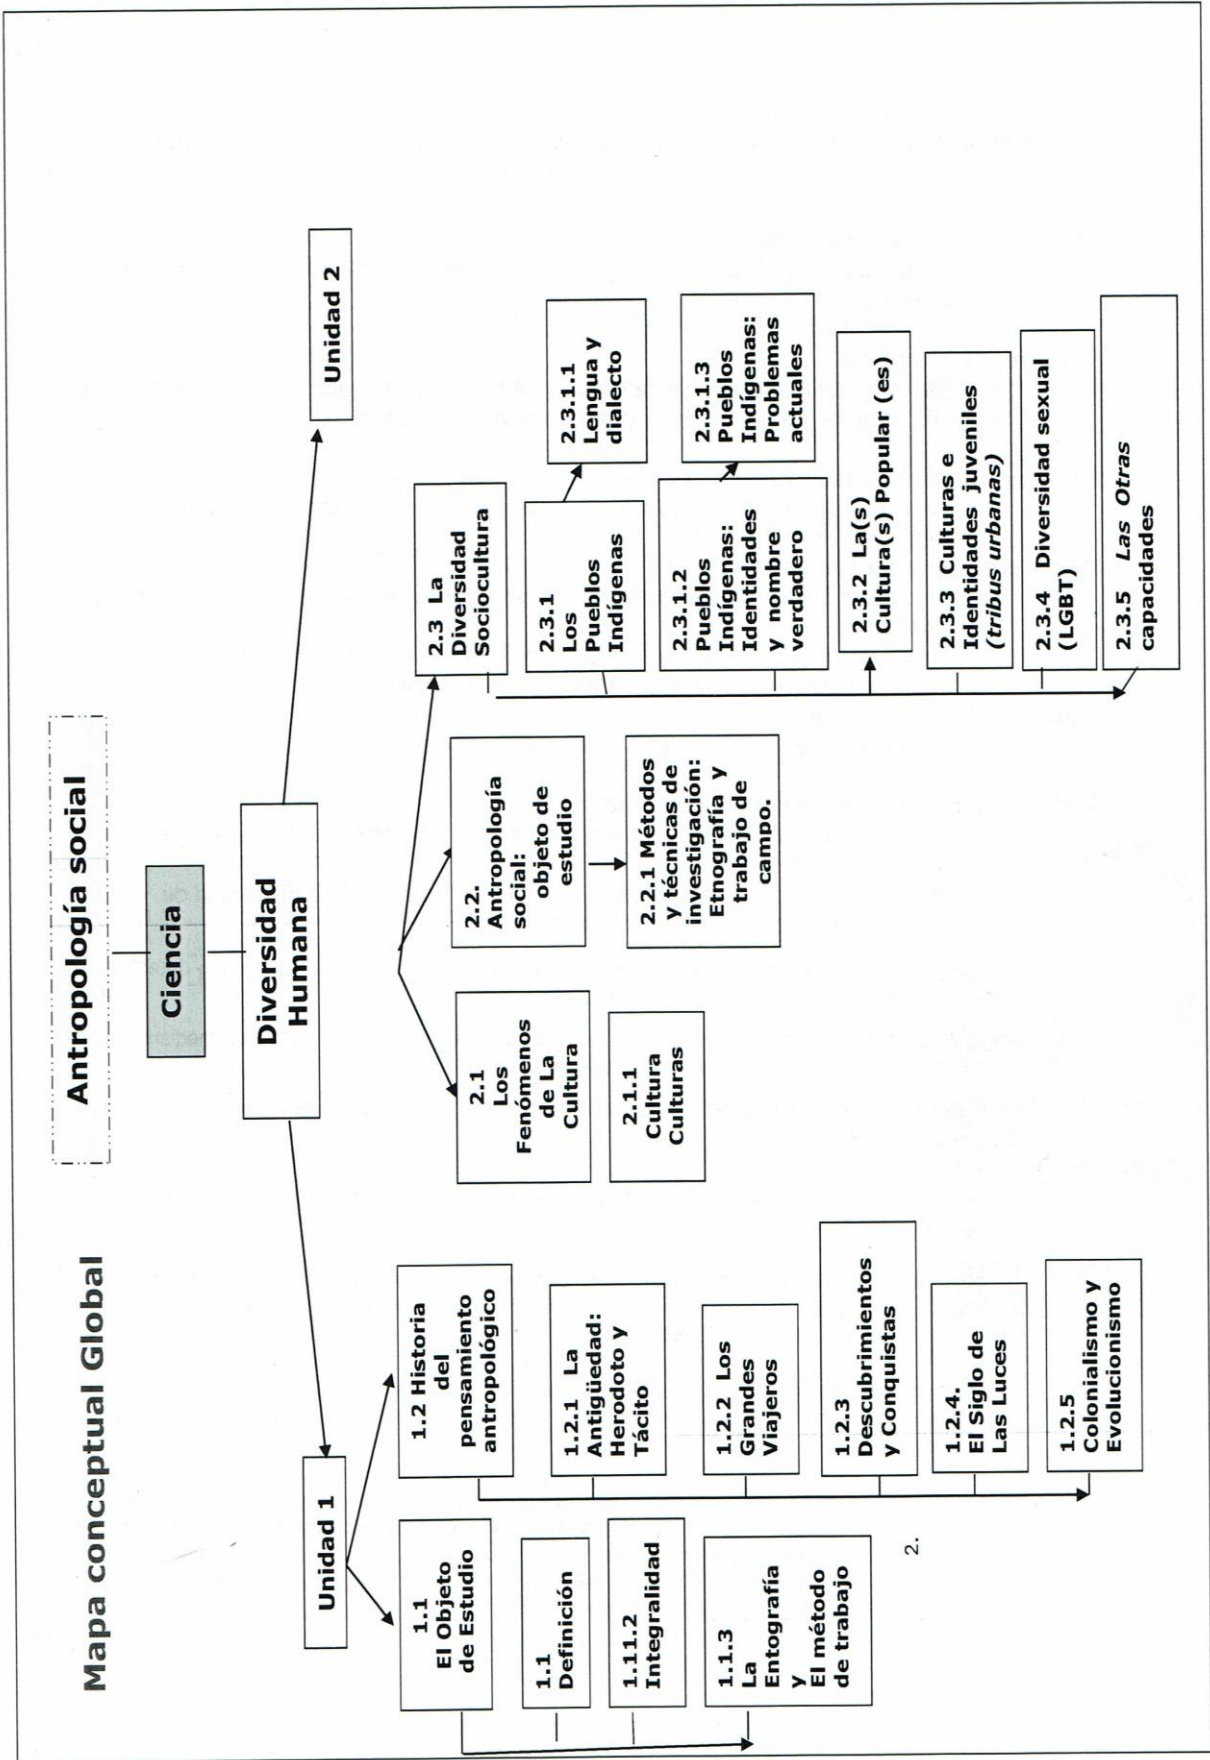 Mapa conceptual Global
Antropología social
Ciencia
Diversidad
Humana
Unidad 1
1.1
El Objeto
de Estudio
1.1
Definición
1.11.2
Integralidad
1.1.3
La
Entografía
y
El método
de trabajo
1.2 Historia
del
pensamiento
antropológico
1.2.1 La
Antigüedad:
Herodoto y
Tácito
1.2.2 Los
Grandes
Viajeros
1.2.3
Descubrimientos
y Conquistas
1.2.4.
El Siglo de
Las Luces
1.2.5
Colonialismo y
Evolucionismo
2.
Unidad 2
2.1
Los
Fenómenos
de La
Cultura
2.1.1
Cultura
Culturas
2.2.
Antropología
social:
objeto de
estudio
2.2.1 Métodos
y técnicas de
investigación:
Etnografía y
trabajo de
campo.
2.3 La
Diversidad
Sociocultura
2.3.1
Los
Pueblos
Indígenas
2.3.1.1
Lengua y
dialecto
2.3.1.2
Pueblos
Indígenas:
Identidades
y nombre
verdadero
2.3.1.3
Pueblos
Indígenas:
Problemas
actuales
2.3.2 La(s)
Cultura(s) Popular (es)
2.3.3 Culturas e
Identidades juveniles
(tribus urbanas)
2.3.4 Diversidad sexual
(LGBT)
2.3.5 Las Otras
capacidades